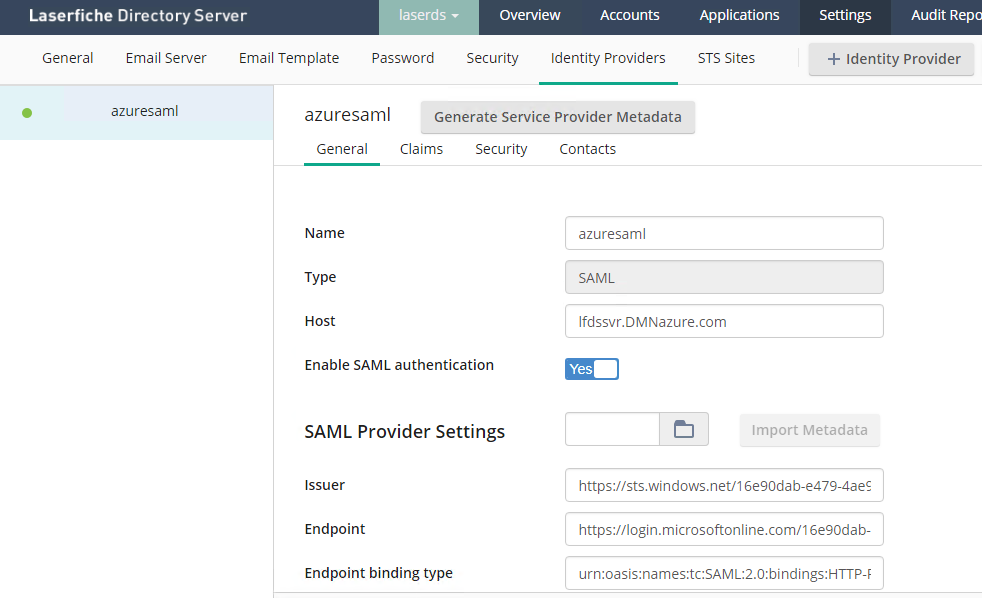 Laserfiche Directory Server laserds Overview Accounts Applications Settings Audit Repo
General Email Server Email Template Password Security Identity Providers STS Sites + Identity Provider
azuresaml
azuresaml Generate Service Provider Metadata
General Claims Security Contacts
Name azuresaml
Type SAML
Host lfdssvr.DMNazure.com
Enable SAML authentication Yes
SAML Provider Settings Import Metadata
Issuer https://sts.windows.net/16e90dab-e479-4ae9
Endpoint https://login.microsoftonline.com/16e90dab-
Endpoint binding type urn:oasis:names:tc:SAML:2.0:bindings:HTTP-